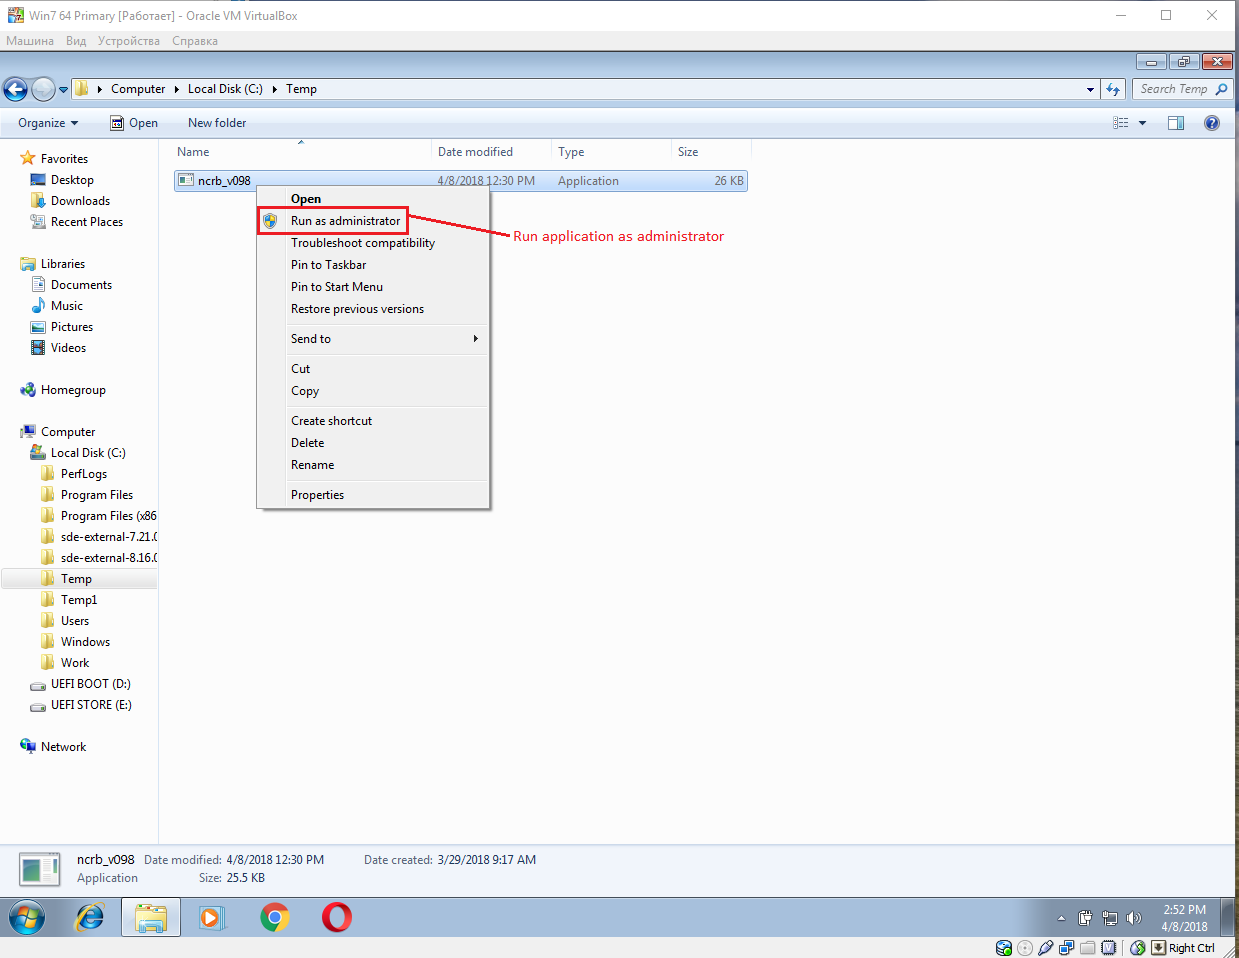 Win7 64 Primary [Работает] - Oracle VM VirtualBox
Машина Вид Устройства Справка
Computer Local Disk (C:) Temp
Search Temp
Organize Open New folder
Name Date modified Type Size
ncrb_v098 4/8/2018 12:30 PM Application 26 KB
Open
Run as administrator
Run application as administrator
Troubleshoot compatibility
Pin to Taskbar
Pin to Start Menu
Restore previous versions
Send to
Cut
Copy
Create shortcut
Delete
Rename
Properties
Favorites
Desktop
Downloads
Recent Places
Libraries
Documents
Music
Pictures
Videos
Homegroup
Computer
Local Disk (C:)
PerfLogs
Program Files
Program Files (x86
sde-external-7.21.0
sde-external-8.16.0
Temp
Temp1
Users
Windows
Work
UEFI BOOT (D:)
UEFI STORE (E:)
Network
ncrb_v098 Date modified: 4/8/2018 12:30 PM Date created: 3/29/2018 9:17 AM
Application Size: 25.5 KB
2:52 PM
4/8/2018
Right Ctrl